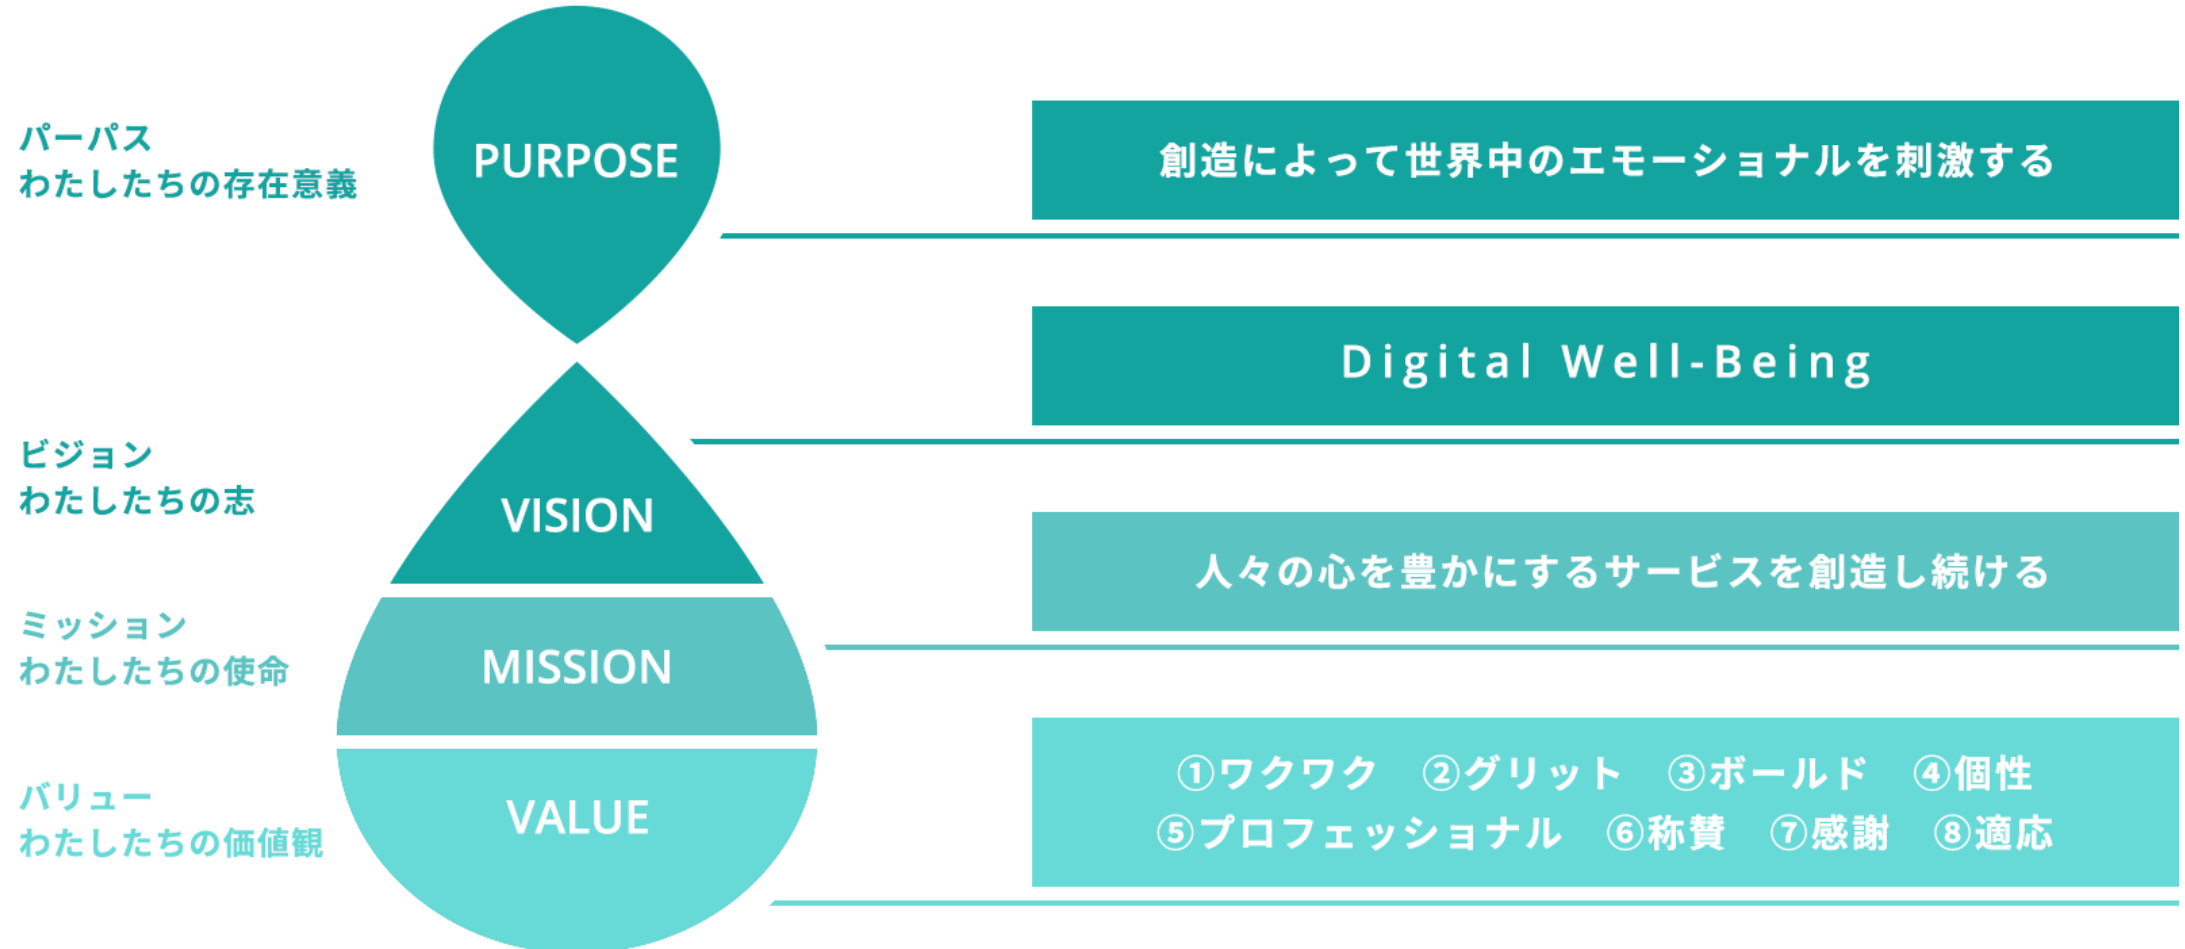 パーパス
わたしたちの存在意義
PURPOSE
創造によって世界中のエモーショナルを刺激する
ビジョン
わたしたちの志
VISION
Digital Well-Being
ミッション
わたしたちの使命
MISSION
人々の心を豊かにするサービスを創造し続ける
バリュー
わたしたちの価値観
VALUE
①ワクワク　②グリット　③ボールド　④個性
⑤プロフェッショナル　⑥称賛　⑦感謝　⑧適応